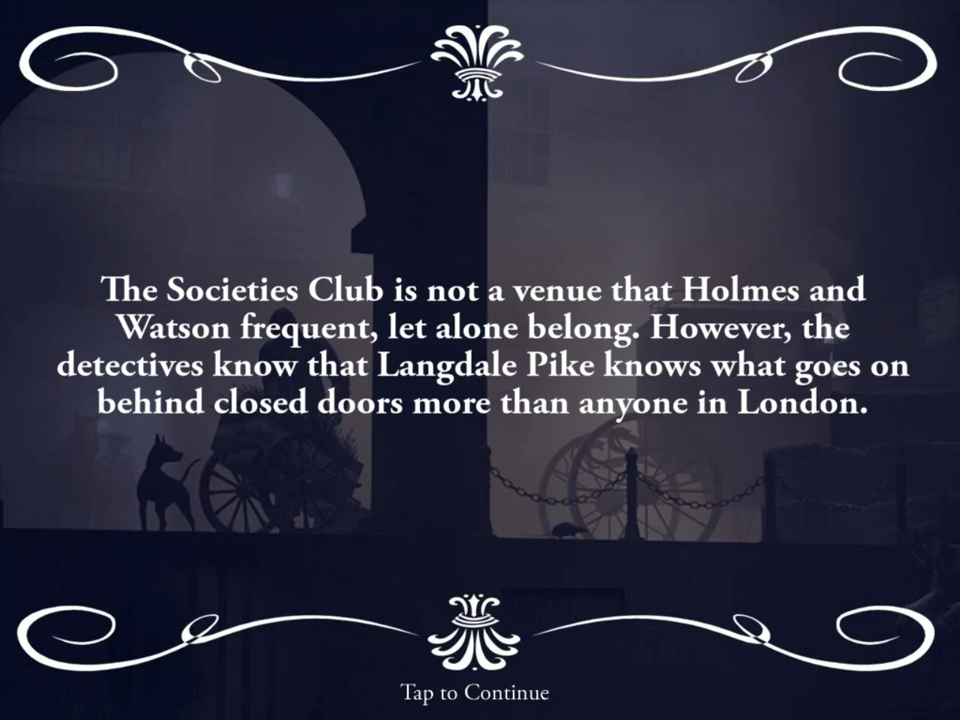 The Societies Club is not a venue that Holmes and
Watson frequent, let alone belong. However, the
detectives know that Langdale Pike knows what goes on
behind closed doors more than anyone in London.
Tap to Continue